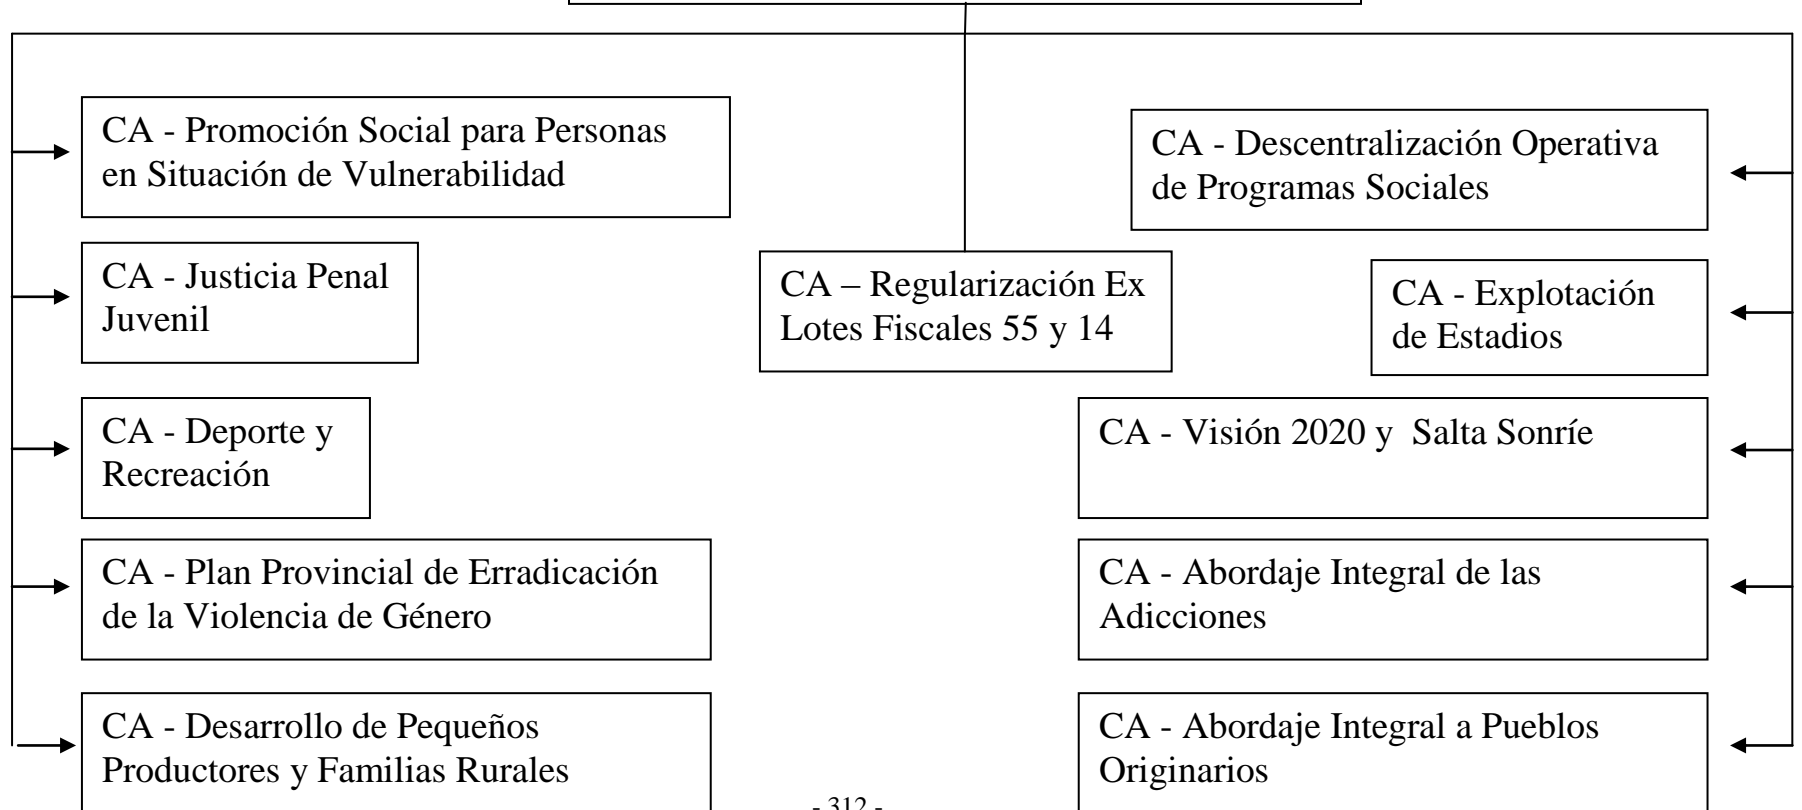 CA - Promoción Social para Personas
en Situación de Vulnerabilidad
CA - Justicia Penal
Juvenil
CA - Deporte y
Recreación
CA - Plan Provincial de Erradicación
de la Violencia de Género
CA - Desarrollo de Pequeños
Productores y Familias Rurales
CA – Regularización Ex
Lotes Fiscales 55 y 14
CA - Descentralización Operativa
de Programas Sociales
CA - Explotación
de Estadios
CA - Visión 2020 y  Salta Sonríe
CA - Abordaje Integral de las
Adicciones
CA - Abordaje Integral a Pueblos
Originarios
- 312 -